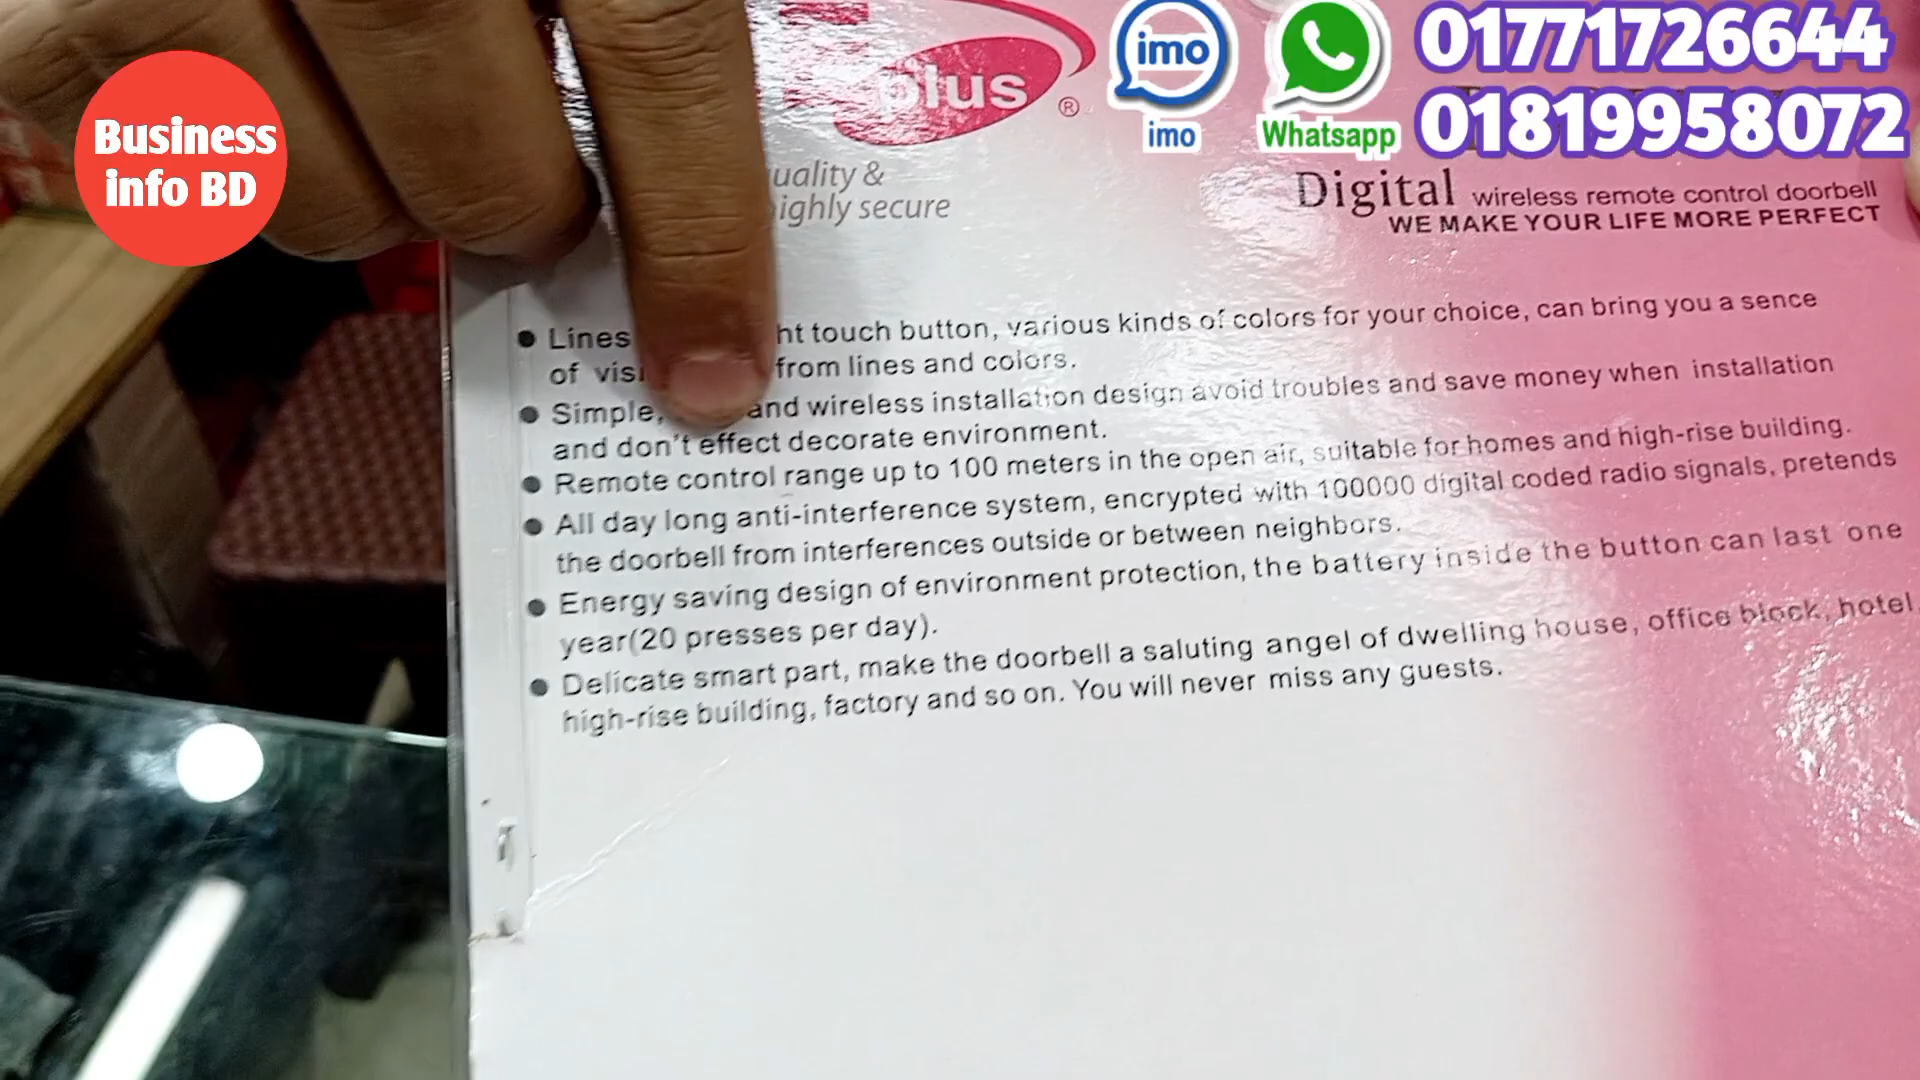 Business
info BD
plus
®
imo
imo
Whatsapp
01771726644
01819958072
uality &
ighly secure
Digital wireless remote control doorbell
WE MAKE YOUR LIFE MORE PERFECT
● Lines ht touch button, various kinds of colors for your choice, can bring you a sence
of from lines and colors.
● Simple, and wireless installation design avoid troubles and save money when installation
and don't effect decorate environment.
● Remote control range up to 100 meters in the open air, suitable for homes and high-rise building.
● All day long anti-interference system, encrypted with 100000 digital coded radio signals, pretends
the doorbell from interferences outside or between neighbors.
● Energy saving design of environment protection, the battery inside the button can last one
year(20 presses per day).
● Delicate smart part, make the doorbell a saluting angel of dwelling house, office block, hotel,
high-rise building, factory and so on. You will never miss any guests.